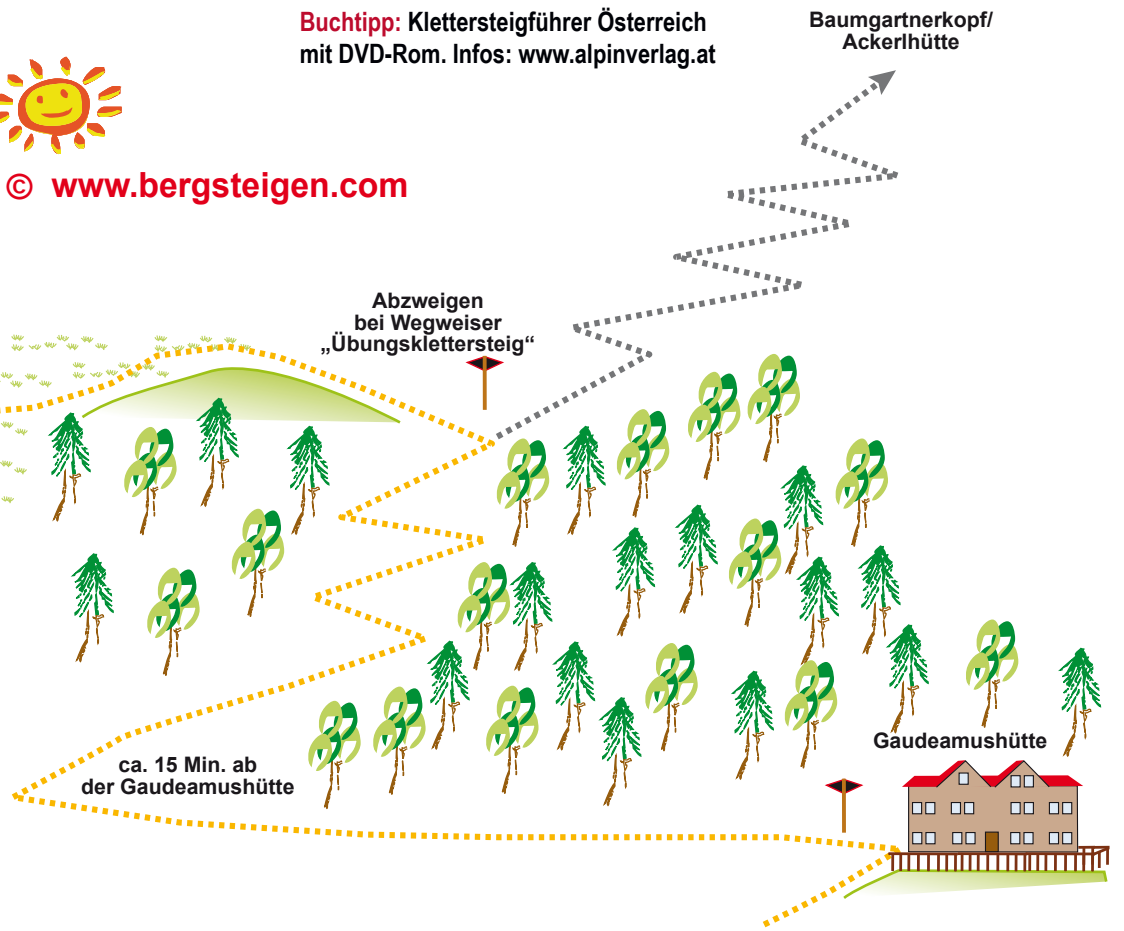 Buchtipp: Klettersteigführer Österreich
mit DVD-Rom. Infos: www.alpinverlag.at
Baumgartnerkopf/
Ackerlhütte
© www.bergsteigen.com
Abzweigen
bei Wegweiser
„Übungsklettersteig“
Gaudeamushütte
ca. 15 Min. ab
der Gaudeamushütte